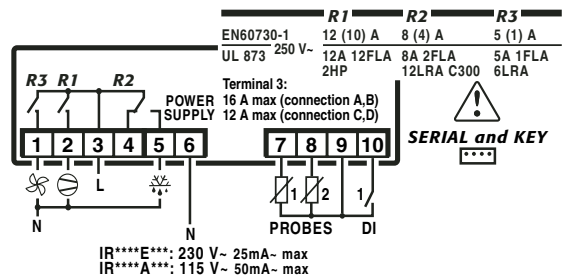 R1 R2 R3
EN60730-1 250 V~ 12 (10) A 8 (4) A 5 (1) A
UL 873 12A 12FLA 8A 2FLA 5A 1FLA
2HP 12LRA C300 6LRA
Terminal 3:
16 A max (connection A,B)
12 A max (connection C,D)
R3 R1 R2
POWER SUPPLY
SERIAL and KEY
1 2 3 4 5 6 7 8 9 10
L
1 2 1
N
N
PROBES DI
IR****E***: 230 V~ 25mA~ max
IR****A***: 115 V~ 50mA~ max